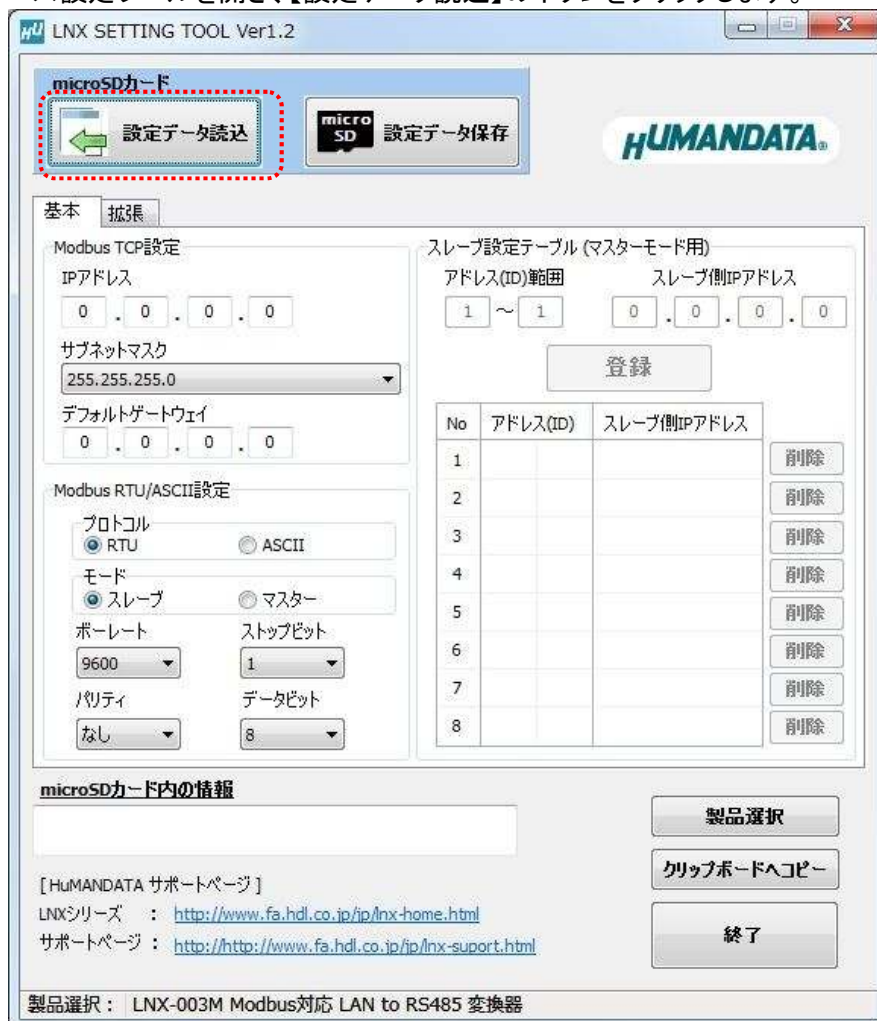 LNX SETTING TOOL Ver1.2
microSDカード
設定データ読込
micro SD 設定データ保存
HUMANDATA®
基本 拡張
Modbus TCP設定
IPアドレス
0 . 0 . 0 . 0
サブネットマスク
255.255.255.0
デフォルトゲートウェイ
0 . 0 . 0 . 0
Modbus RTU/ASCII設定
プロトコル
RTU ASCII
モード
スレーブ マスター
ボーレート ストップビット
9600 1
パリティ データビット
なし 8
スレーブ設定テーブル (マスターモード用)
アドレス(ID)範囲 スレーブ側IPアドレス
1 ～ 1 0 . 0 . 0 . 0
登録
No アドレス(ID) スレーブ側IPアドレス
1 削除
2 削除
3 削除
4 削除
5 削除
6 削除
7 削除
8 削除
microSDカード内の情報
製品選択
クリップボードへコピー
終了
[ HuMANDATA サポートページ ]
LNXシリーズ : http://www.fa.hdl.co.jp/jp/lnx-home.html
サポートページ : http://http://www.fa.hdl.co.jp/jp/lnx-suport.html
製品選択 : LNX-003M Modbus対応 LAN to RS485 変換器